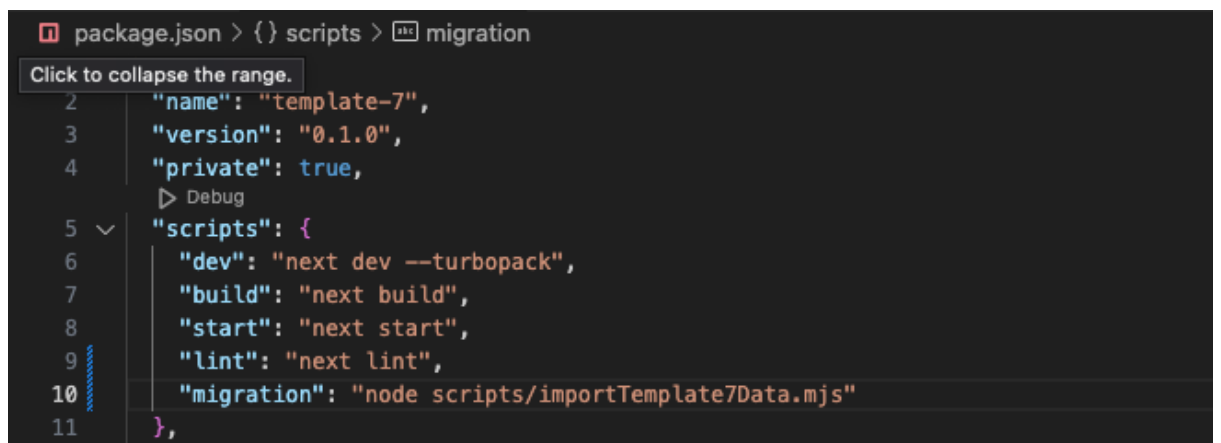 package.json > {} scripts > abc migration
Click to collapse the range.
2 "name": "template-7",
3 "version": "0.1.0",
4 "private": true,
Debug
5 "scripts": {
6 "dev": "next dev --turbopack",
7 "build": "next build",
8 "start": "next start",
9 "lint": "next lint",
10 "migration": "node scripts/importTemplate7Data.mjs"
11 },